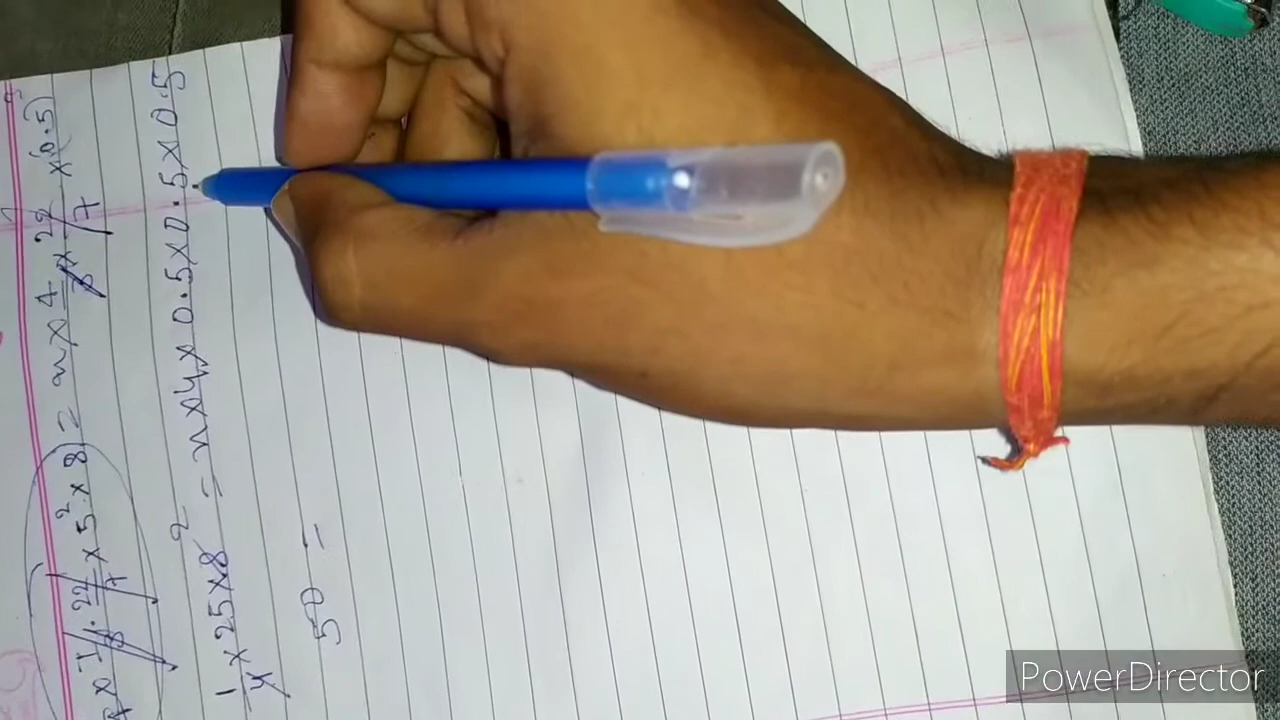 × 1/3 · 22/7 × 5² × 8) = n × 4/3 × 22/7 × (0.5)³
1/4 × 25 × 8² = n × 4 × 0.5 × 0.5 × 0.5
50 =
PowerDirector